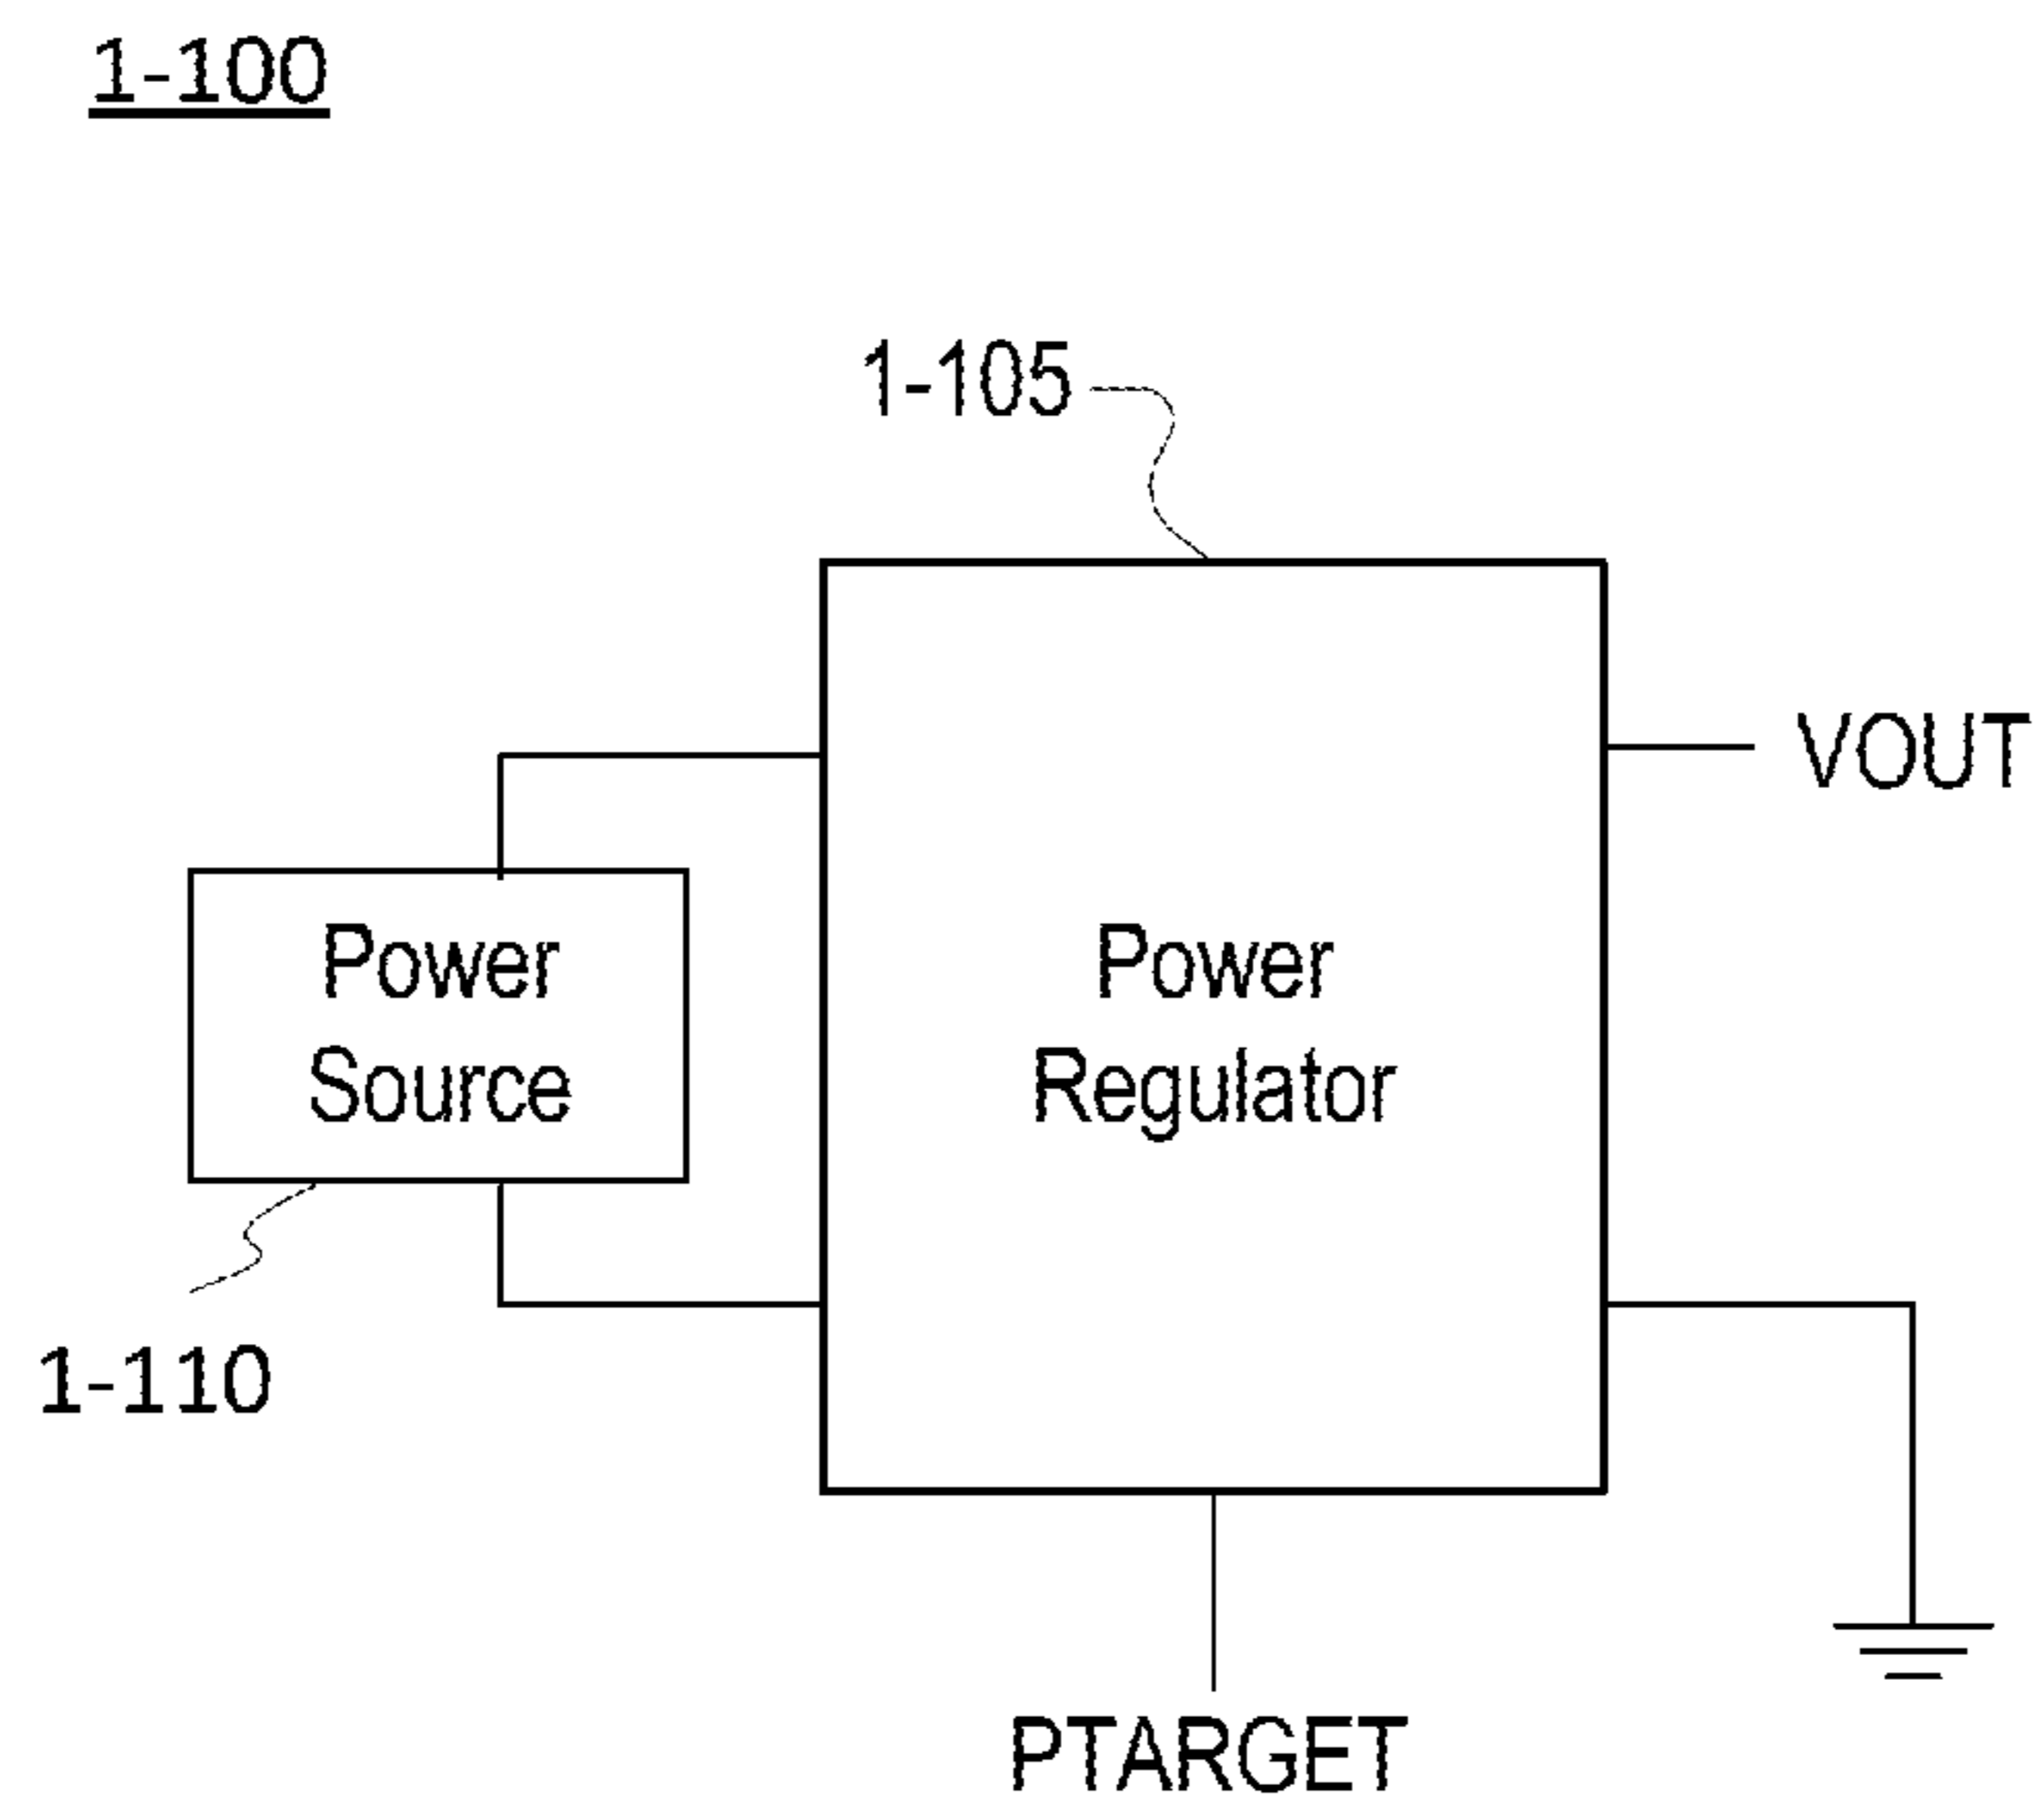 1-100
1-105
VOUT
Power
Source
Power
Regulator
1-110
PTARGET